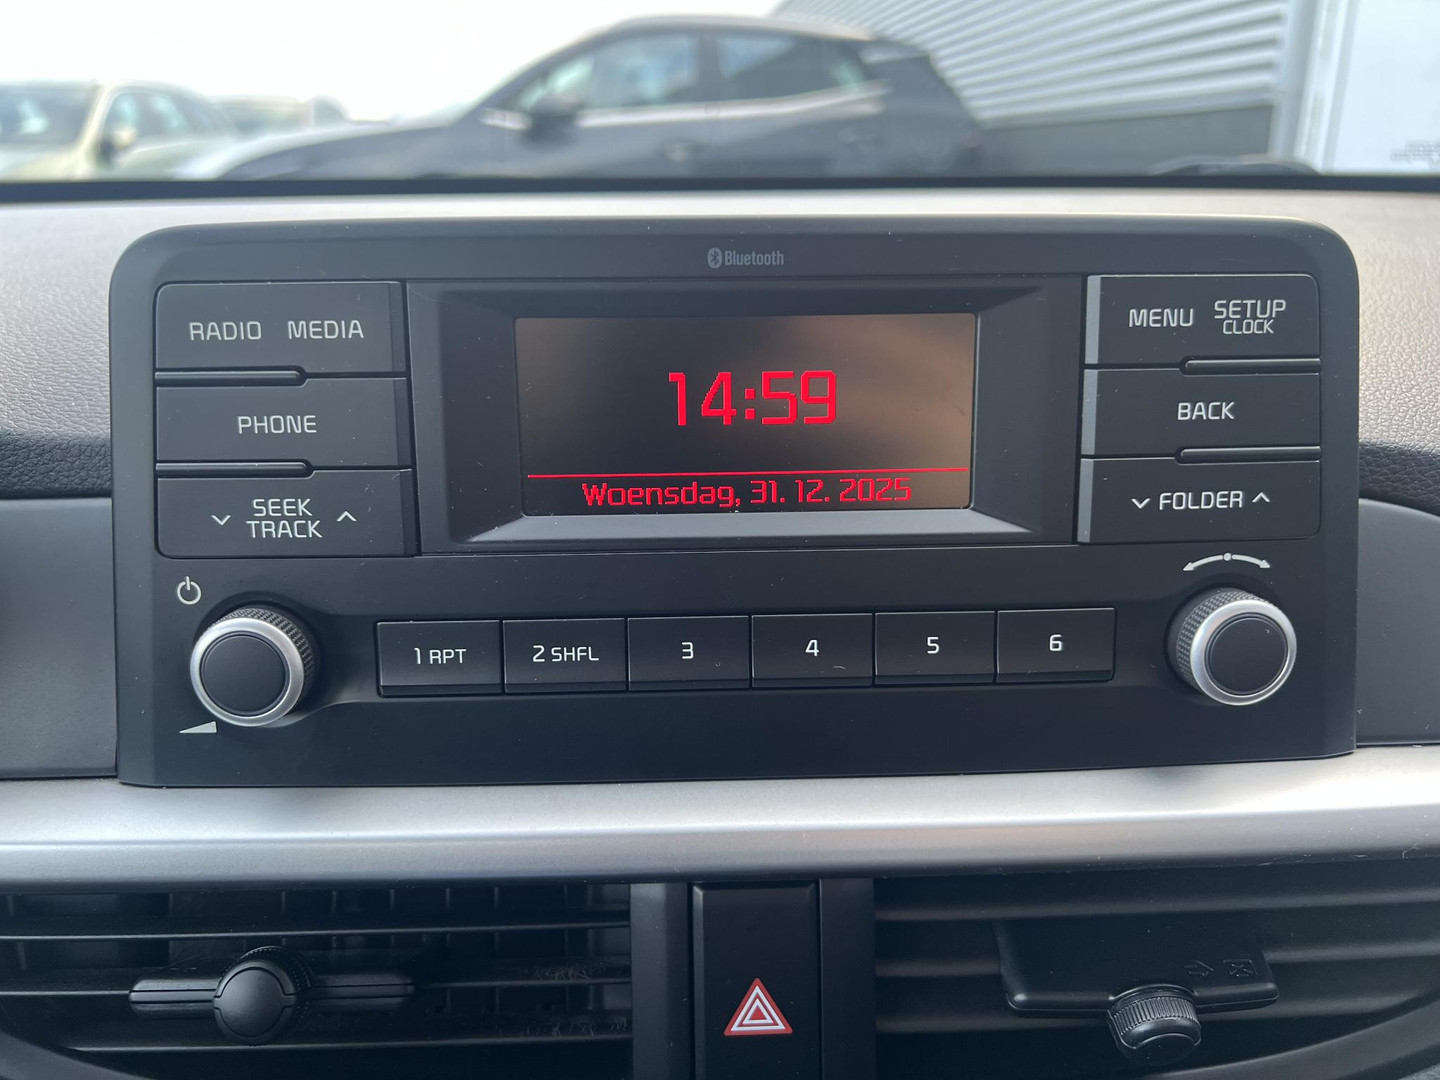 Bluetooth
RADIO MEDIA
MENU SETUP
CLOCK
14:59
PHONE
BACK
SEEK
TRACK
Woensdag, 31. 12. 2025
FOLDER
1 RPT
2 SHFL
3
4
5
6